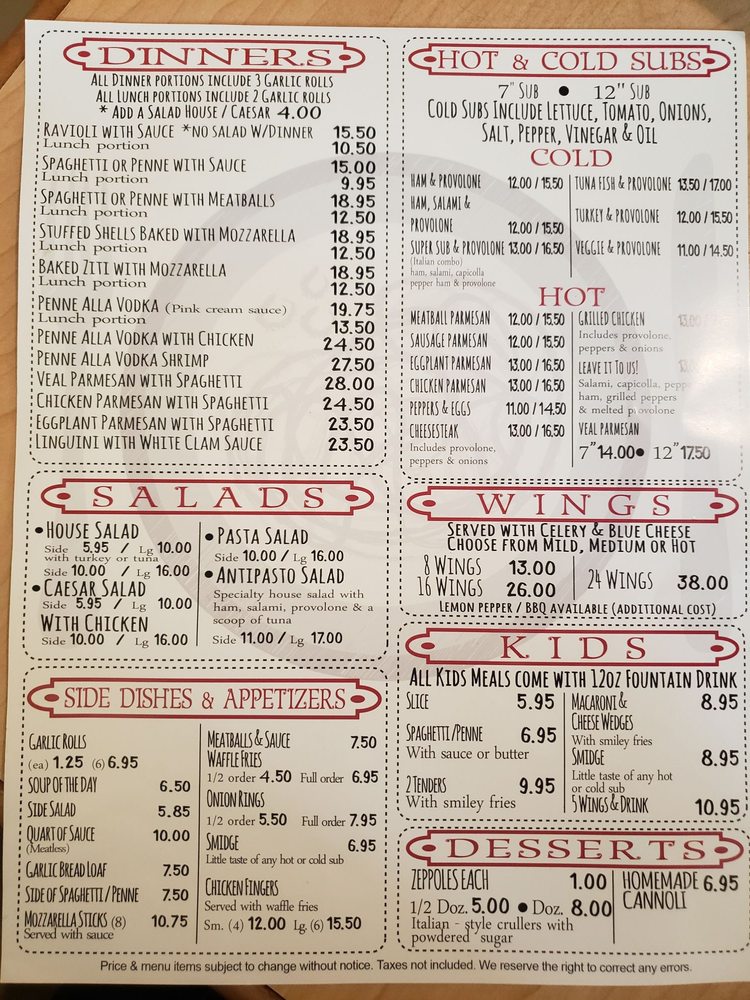 DINNERS
All Dinner portions include 3 Garlic rolls
All Lunch portions include 2 Garlic rolls
* Add a Salad House / Caesar 4.00
Ravioli with Sauce *no salad w/Dinner 15.50
Lunch portion 10.50
Spaghetti or Penne with Sauce 15.00
Lunch portion 9.95
Spaghetti or Penne with Meatballs 18.95
Lunch portion 12.50
Stuffed Shells Baked with Mozzarella 18.95
Lunch portion 12.50
Baked Ziti with Mozzarella 18.95
Lunch portion 12.50
Penne Alla Vodka (Pink cream sauce) 19.75
Lunch portion 13.50
Penne Alla Vodka with Chicken 24.50
Penne Alla Vodka Shrimp 27.50
Veal Parmesan with Spaghetti 28.00
Chicken Parmesan with Spaghetti 24.50
Eggplant Parmesan with Spaghetti 23.50
Linguini with White Clam Sauce 23.50
SALADS
• House Salad
Side 5.95 / Lg 10.00
with turkey or tuna
Side 10.00 / Lg 16.00
• Caesar Salad
Side 5.95 / Lg 10.00
With Chicken
Side 10.00 / Lg 16.00
• Pasta Salad
Side 10.00 / Lg 16.00
• Antipasto Salad
Specialty house salad with
ham, salami, provolone & a
scoop of tuna
Side 11.00 / Lg 17.00
SIDE DISHES & APPETIZERS
Garlic Rolls
(ea) 1.25 (6) 6.95
Soup of the Day 6.50
Side Salad 5.85
Quart of Sauce 10.00
(Meatless)
Garlic Bread Loaf 7.50
Side of Spaghetti / Penne 7.50
Mozzarella Sticks (8) 10.75
Served with sauce
Meatballs & Sauce 7.50
Waffle Fries
1/2 order 4.50 Full order 6.95
Onion Rings
1/2 order 5.50 Full order 7.95
Smidge 6.95
Little taste of any hot or cold sub
Chicken Fingers
Served with waffle fries
Sm. (4) 12.00 Lg. (6) 15.50
HOT & COLD SUBS
7" Sub • 12" Sub
Cold Subs Include Lettuce, Tomato, Onions,
Salt, Pepper, Vinegar & Oil
COLD
Ham & Provolone 12.00 / 15.50
Ham, Salami &
Provolone 12.00 / 15.50
Super Sub & Provolone 13.00 / 16.50
(Italian combo)
ham, salami, capicolla
pepper ham & provolone
Tuna Fish & Provolone 13.50 / 17.00
Turkey & Provolone 12.00 / 15.50
Veggie & Provolone 11.00 / 14.50
HOT
Meatball Parmesan 12.00 / 15.50
Sausage Parmesan 12.00 / 15.50
Eggplant Parmesan 13.00 / 16.50
Chicken Parmesan 13.00 / 16.50
Peppers & Eggs 11.00 / 14.50
Cheesesteak 13.00 / 16.50
Includes provolone,
peppers & onions
Grilled Chicken
Includes provolone,
peppers & onions
Leave it To us!
Salami, capicolla,
ham, grilled peppers
& melted provolone
Veal Parmesan
7" 14.00 • 12" 17.50
WINGS
Served with Celery & Blue Cheese
Choose from Mild, Medium or Hot
8 Wings 13.00
16 Wings 26.00
24 Wings 38.00
Lemon pepper / BBQ available (additional cost)
KIDS
All Kids Meals come with 12oz Fountain Drink
Slice 5.95
Spaghetti/Penne 6.95
With sauce or butter
2 Tenders 9.95
With smiley fries
Macaroni & 8.95
Cheese Wedges
With smiley fries
Smidge 8.95
Little taste of any hot
or cold sub
5 Wings & Drink 10.95
DESSERTS
Zeppoles Each 1.00
1/2 Doz. 5.00 • Doz. 8.00
Italian - style crullers with
powdered sugar
Homemade 6.95
Cannoli
Price & menu items subject to change without notice. Taxes not included. We reserve the right to correct any errors.